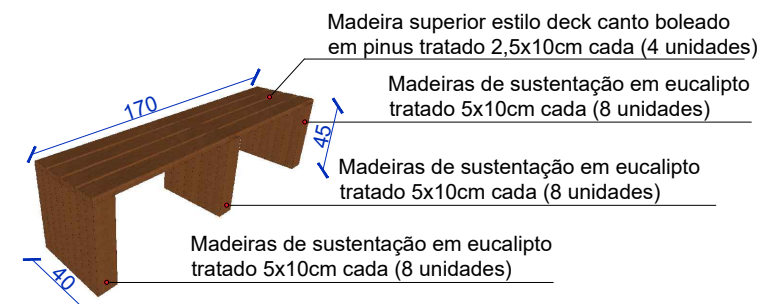 Madeira superior estilo deck canto boleado
em pinus tratado 2,5x10cm cada (4 unidades)
Madeiras de sustentação em eucalipto
tratado 5x10cm cada (8 unidades)
170
45
Madeiras de sustentação em eucalipto
tratado 5x10cm cada (8 unidades)
Madeiras de sustentação em eucalipto
tratado 5x10cm cada (8 unidades)
40